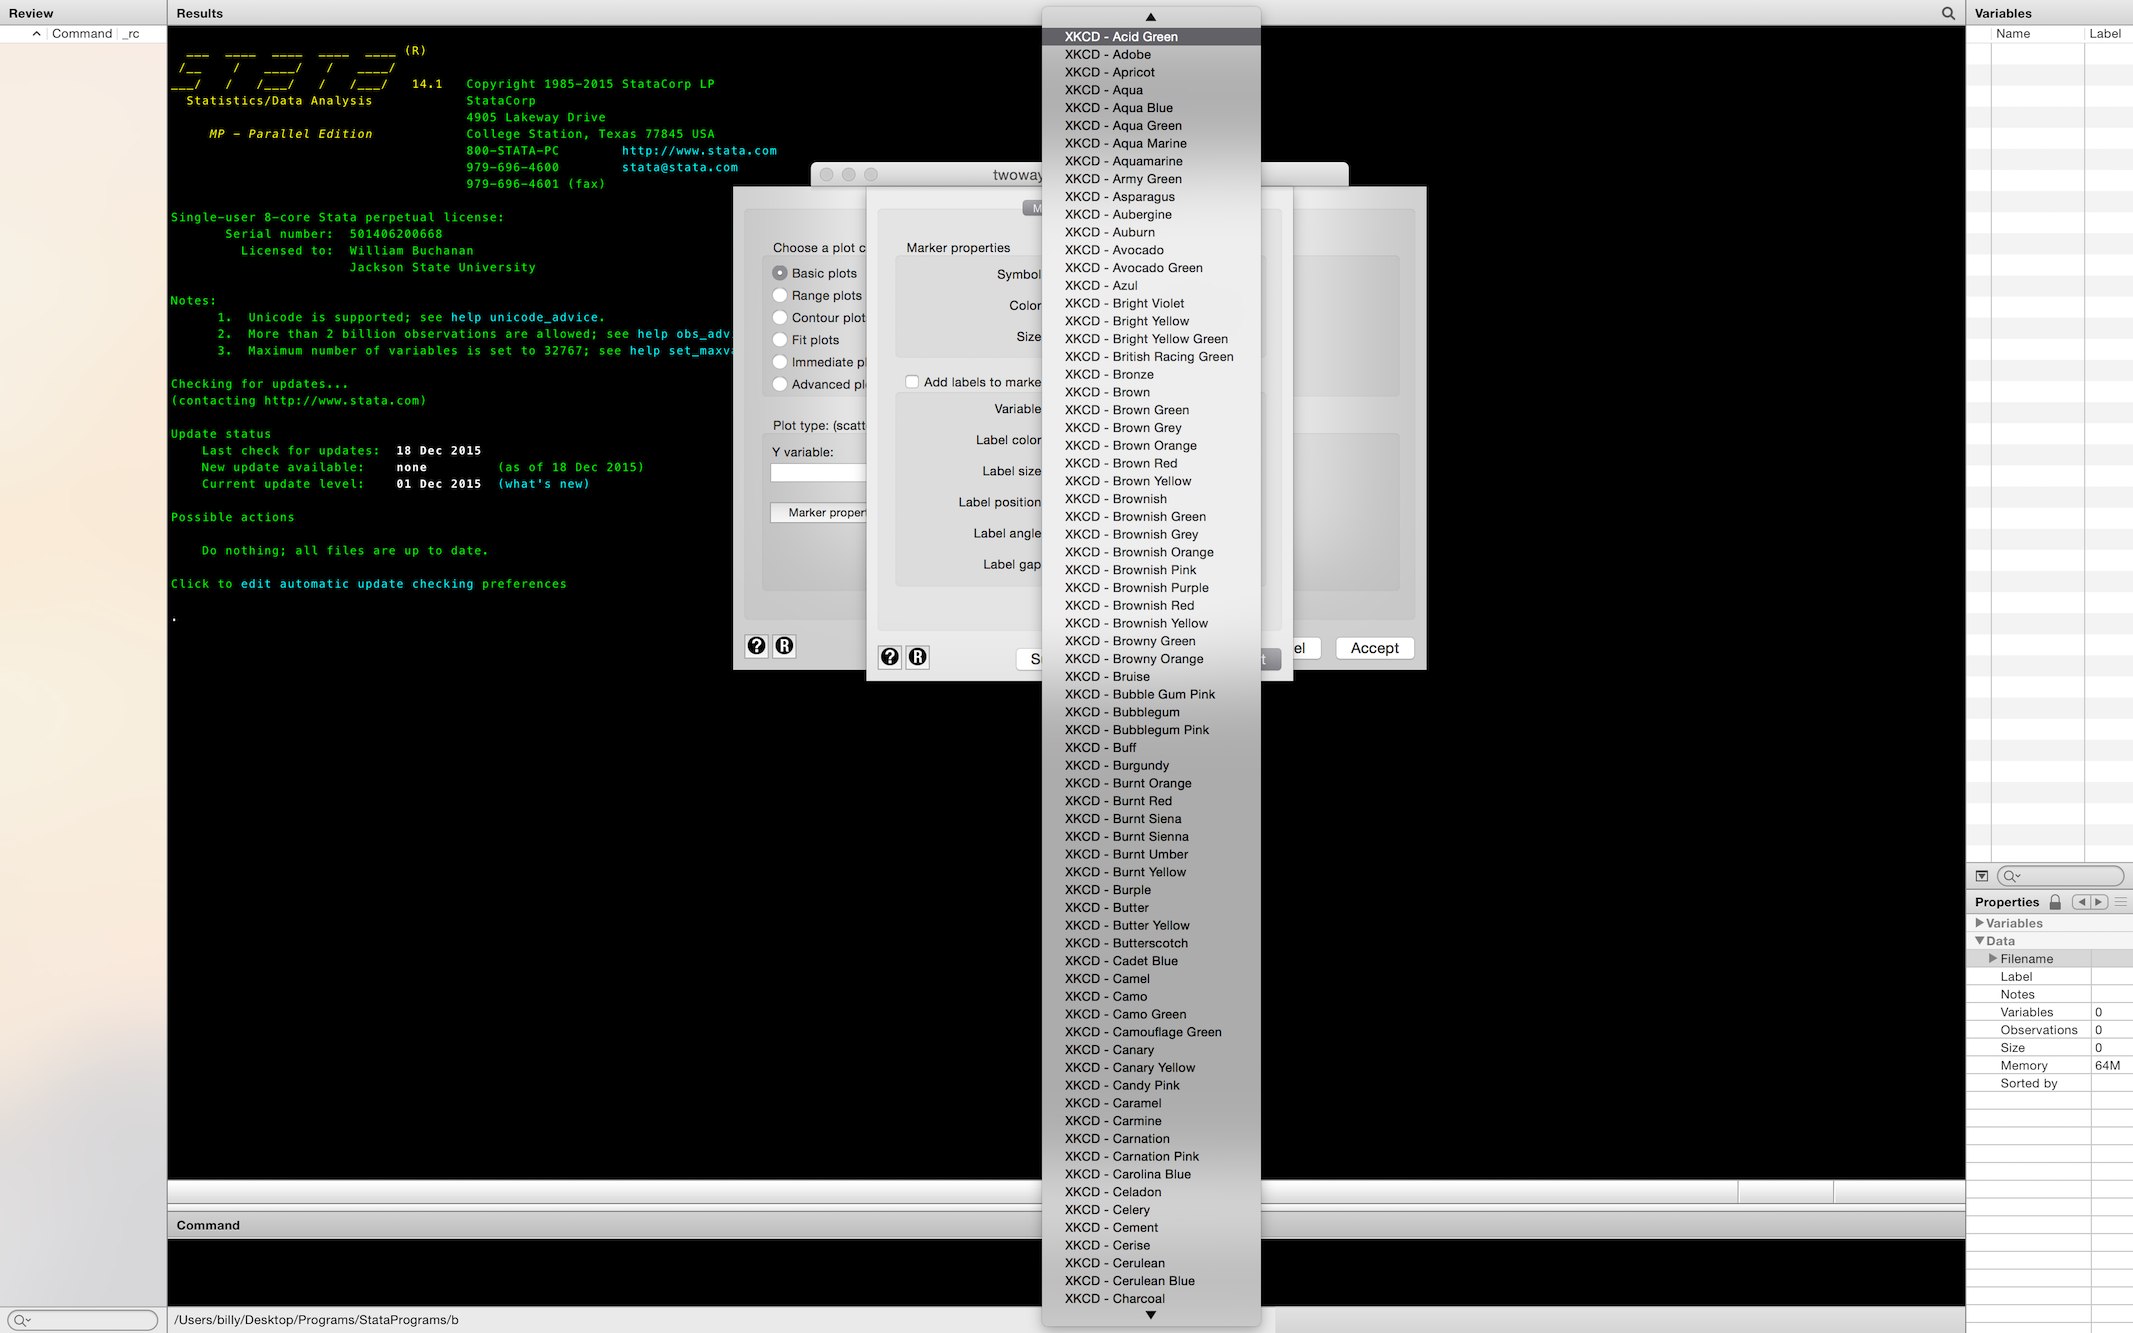 Review
Command _rc
Results
(R)
14.1 Copyright 1985-2015 StataCorp LP
Statistics/Data Analysis StataCorp
4905 Lakeway Drive
MP - Parallel Edition College Station, Texas 77845 USA
800-STATA-PC http://www.stata.com
979-696-4600 stata@stata.com
979-696-4601 (fax)
Single-user 8-core Stata perpetual license:
Serial number: 501406200668
Licensed to: William Buchanan
Jackson State University
Notes:
1. Unicode is supported; see help unicode_advice.
2. More than 2 billion observations are allowed; see help obs_adv
3. Maximum number of variables is set to 32767; see help set_maxv
Checking for updates...
(contacting http://www.stata.com)
Update status
Last check for updates: 18 Dec 2015
New update available: none (as of 18 Dec 2015)
Current update level: 01 Dec 2015 (what's new)
Possible actions
Do nothing; all files are up to date.
Click to edit automatic update checking preferences
.
twoway
Choose a plot c
Basic plots
Range plots
Contour plot
Fit plots
Immediate pl
Advanced pl
Plot type: (scatt
Y variable:
Marker propert
? R
el
Accept
M
Marker properties
Symbol
Color
Size
Add labels to marke
Variable
Label color
Label size
Label position
Label angle
Label gap
? R
S
t
XKCD - Acid Green
XKCD - Adobe
XKCD - Apricot
XKCD - Aqua
XKCD - Aqua Blue
XKCD - Aqua Green
XKCD - Aqua Marine
XKCD - Aquamarine
XKCD - Army Green
XKCD - Asparagus
XKCD - Aubergine
XKCD - Auburn
XKCD - Avocado
XKCD - Avocado Green
XKCD - Azul
XKCD - Bright Violet
XKCD - Bright Yellow
XKCD - Bright Yellow Green
XKCD - British Racing Green
XKCD - Bronze
XKCD - Brown
XKCD - Brown Green
XKCD - Brown Grey
XKCD - Brown Orange
XKCD - Brown Red
XKCD - Brown Yellow
XKCD - Brownish
XKCD - Brownish Green
XKCD - Brownish Grey
XKCD - Brownish Orange
XKCD - Brownish Pink
XKCD - Brownish Purple
XKCD - Brownish Red
XKCD - Brownish Yellow
XKCD - Browny Green
XKCD - Browny Orange
XKCD - Bruise
XKCD - Bubble Gum Pink
XKCD - Bubblegum
XKCD - Bubblegum Pink
XKCD - Buff
XKCD - Burgundy
XKCD - Burnt Orange
XKCD - Burnt Red
XKCD - Burnt Siena
XKCD - Burnt Sienna
XKCD - Burnt Umber
XKCD - Burnt Yellow
XKCD - Burple
XKCD - Butter
XKCD - Butter Yellow
XKCD - Butterscotch
XKCD - Cadet Blue
XKCD - Camel
XKCD - Camo
XKCD - Camo Green
XKCD - Camouflage Green
XKCD - Canary
XKCD - Canary Yellow
XKCD - Candy Pink
XKCD - Caramel
XKCD - Carmine
XKCD - Carnation
XKCD - Carnation Pink
XKCD - Carolina Blue
XKCD - Celadon
XKCD - Celery
XKCD - Cement
XKCD - Cerise
XKCD - Cerulean
XKCD - Cerulean Blue
XKCD - Charcoal
Command
/Users/billy/Desktop/Programs/StataPrograms/b
Variables
Name Label
Properties
Variables
Data
Filename
Label
Notes
Variables 0
Observations 0
Size 0
Memory 64M
Sorted by